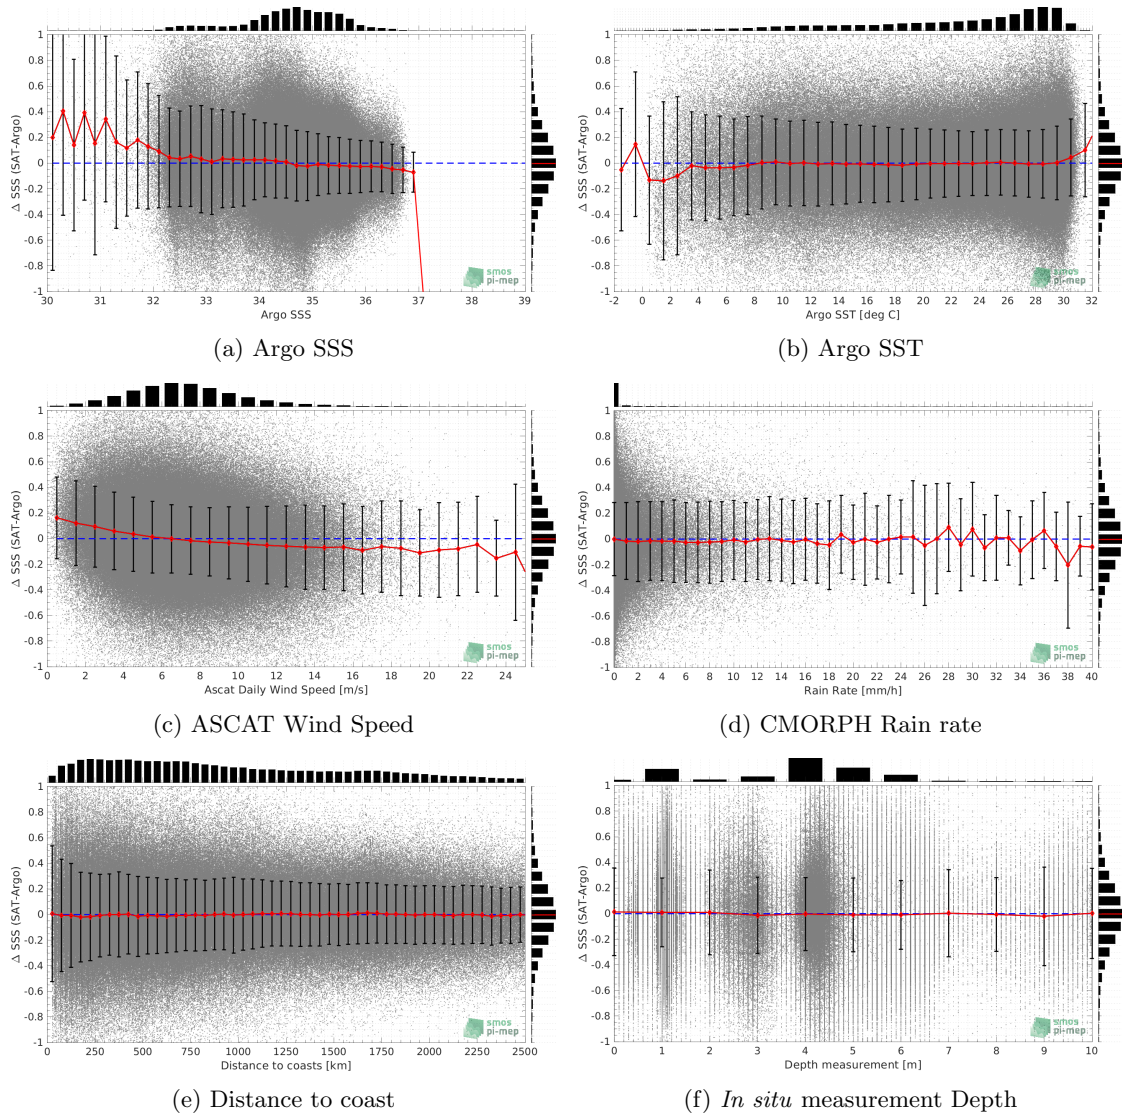 1
0.8
0.6
0.4
0.2
0
-0.2
-0.4
-0.6
-0.8
-1
Δ SSS (SAT-Argo)
30 31 32 33 34 35 36 37 38 39
Argo SSS
smos
pi-mep
(a) Argo SSS
1
0.8
0.6
0.4
0.2
0
-0.2
-0.4
-0.6
-0.8
-1
Δ SSS (SAT-Argo)
-2 0 2 4 6 8 10 12 14 16 18 20 22 24 26 28 30 32
Argo SST [deg C]
smos
pi-mep
(b) Argo SST
1
0.8
0.6
0.4
0.2
0
-0.2
-0.4
-0.6
-0.8
-1
Δ SSS (SAT-Argo)
0 2 4 6 8 10 12 14 16 18 20 22 24
Ascat Daily Wind Speed [m/s]
smos
pi-mep
(c) ASCAT Wind Speed
1
0.8
0.6
0.4
0.2
0
-0.2
-0.4
-0.6
-0.8
-1
Δ SSS (SAT-Argo)
0 2 4 6 8 10 12 14 16 18 20 22 24 26 28 30 32 34 36 38 40
Rain Rate [mm/h]
smos
pi-mep
(d) CMORPH Rain rate
1
0.8
0.6
0.4
0.2
0
-0.2
-0.4
-0.6
-0.8
-1
Δ SSS (SAT-Argo)
0 250 500 750 1000 1250 1500 1750 2000 2250 2500
Distance to coasts [km]
smos
pi-mep
(e) Distance to coast
1
0.8
0.6
0.4
0.2
0
-0.2
-0.4
-0.6
-0.8
-1
Δ SSS (SAT-Argo)
0 1 2 3 4 5 6 7 8 9 10
Depth measurement [m]
smos
pi-mep
(f) In situ measurement Depth